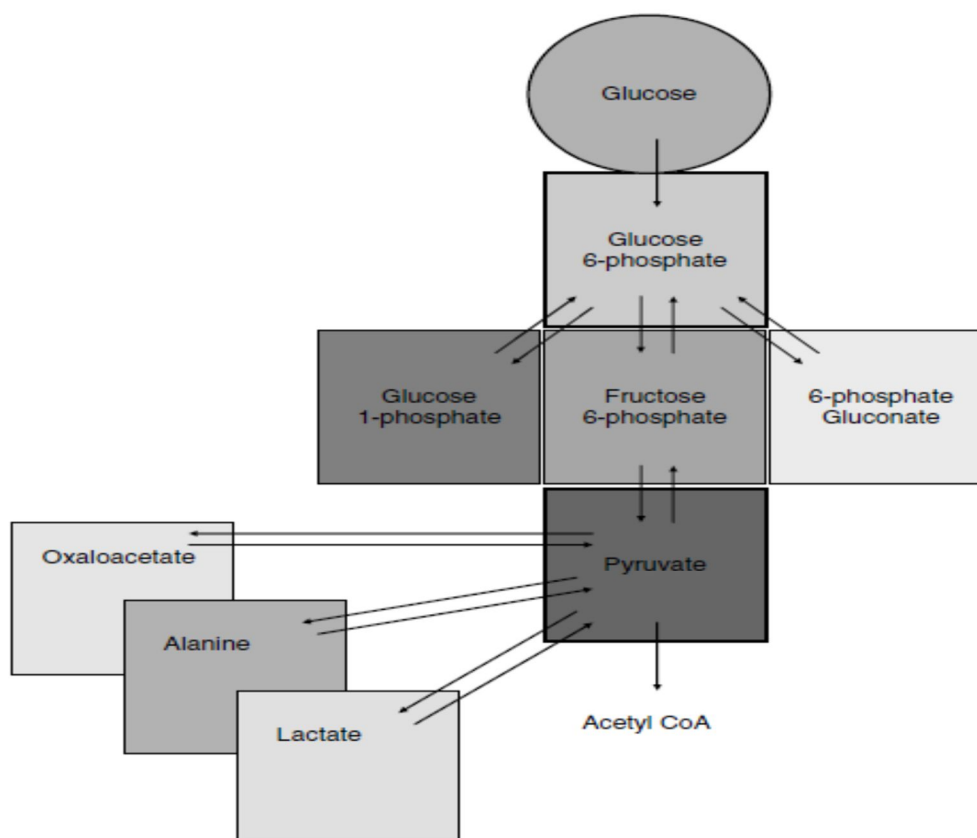 Glucose
Glucose
6-phosphate
Glucose
1-phosphate
Fructose
6-phosphate
6-phosphate
Gluconate
Oxaloacetate
Pyruvate
Alanine
Lactate
Acetyl CoA